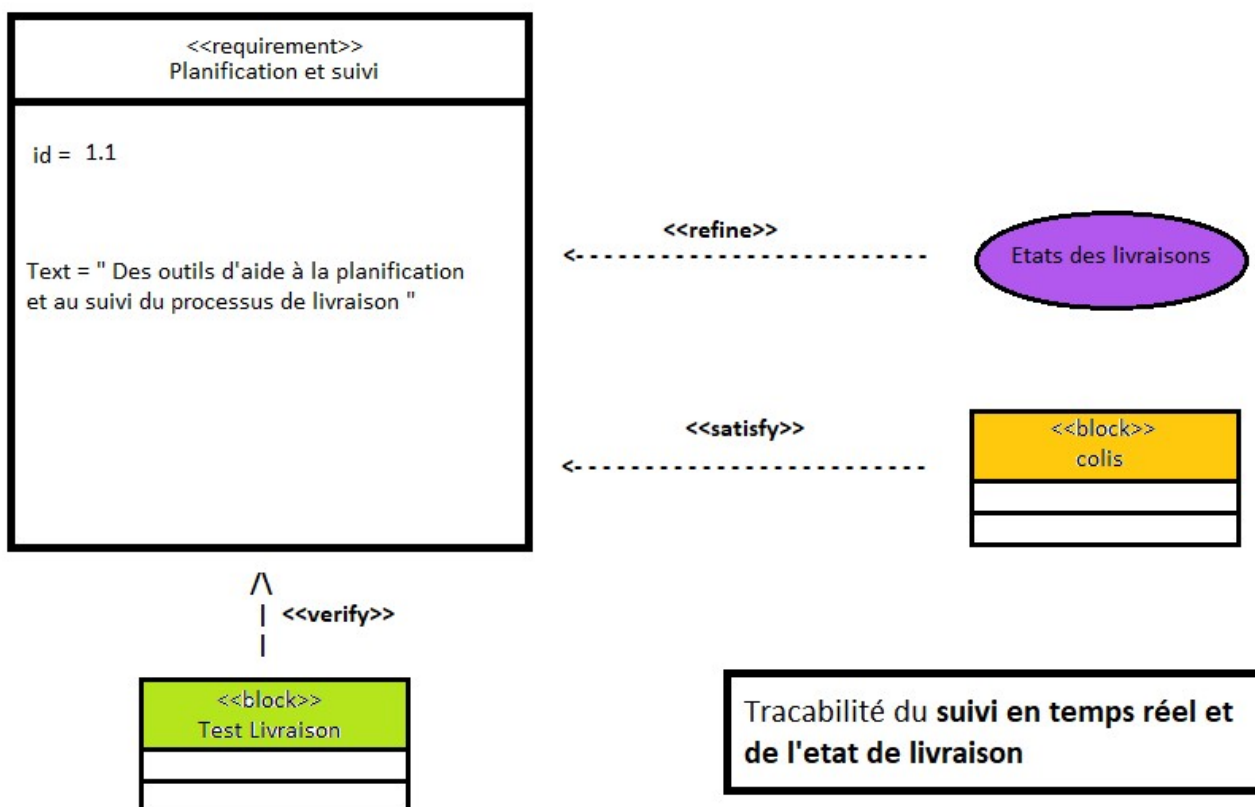 <<requirement>>
Planification et suivi
id = 1.1
Text = " Des outils d'aide à la planification
et au suivi du processus de livraison "
<<refine>>
Etats des livraisons
<<satisfy>>
<<block>>
colis
<<verify>>
<<block>>
Test Livraison
Tracabilité du suivi en temps réel et
de l'etat de livraison